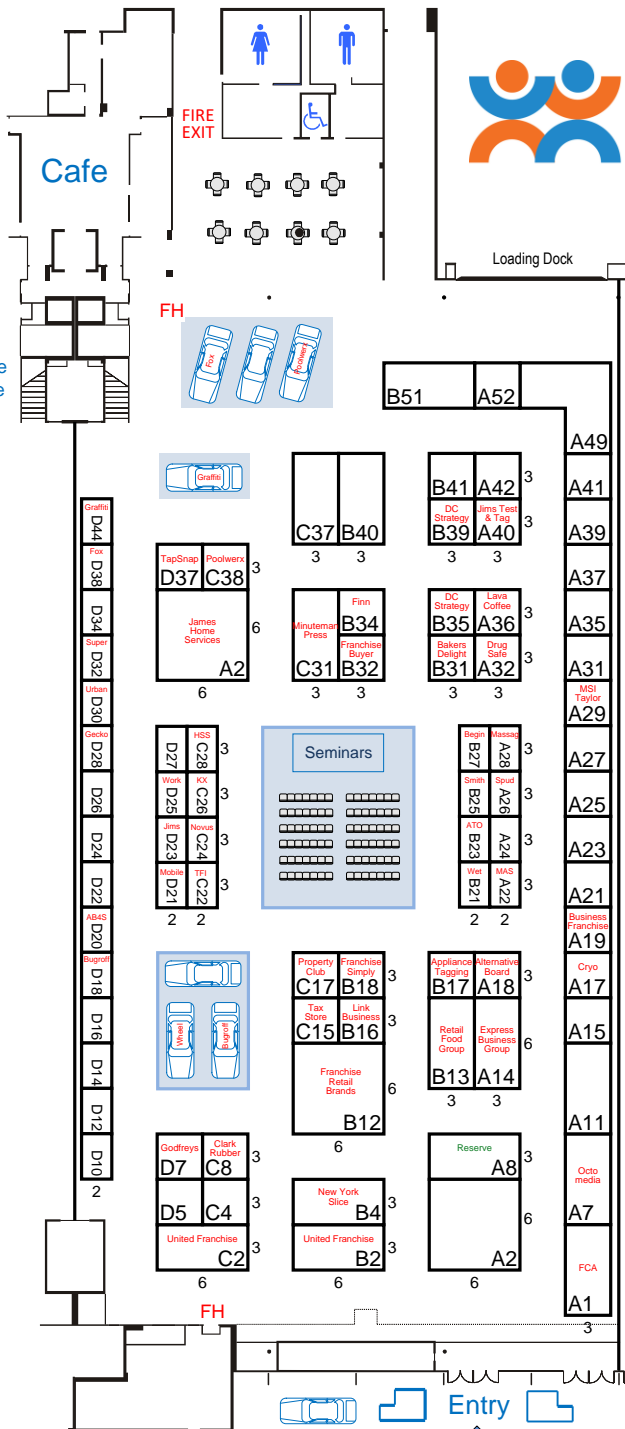 FIRE
EXIT
Cafe
Loading Dock
FH
e
e
Fox
Poolwerx
B51
A52
A49
Graffiti
C37
B40
B41
A42
3
A41
Graffiti
D44
DC
Strategy
B39
Jims Test
& Tag
A40
3
A39
3
3
Fox
D38
TapSnap
D37
Poolwerx
C38
3
A37
D34
James
Home
Services
A2
6
6
Minuteman
Press
C31
Finn
B34
Franchise
Buyer
B32
3
3
DC
Strategy
B35
Lava
Coffee
A36
3
A35
Super
D32
Bakers
Delight
B31
Drug
Safe
A32
3
3
3
A31
Urban
D30
MSI
Taylor
A29
Gecko
D28
D27
HSS
C28
3
Seminars
Begin
B27
Massag
A28
3
A27
D26
Work
D25
KX
C26
3
Smith
B25
Spud
A26
3
A25
D24
Jims
D23
Novus
C24
3
ATO
B23
A24
3
A23
D22
Mobile
D21
TFI
C22
3
2
2
Wet
B21
MAS
A22
3
2
2
A21
AB4S
D20
Business
Franchise
A19
Bugroff
D18
Property
Club
C17
Franchise
Simply
B18
3
Appliance
Tagging
B17
Alternative
Board
A18
3
Cryo
A17
D16
Wheel
Bugroff
Tax
Store
C15
Link
Business
B16
3
Retail
Food
Group
B13
Express
Business
Group
A14
6
3
3
A15
D14
Franchise
Retail
Brands
B12
6
6
A11
D12
D10
2
Godfreys
D7
Clark
Rubber
C8
3
Reserve
A8
3
Octo
media
A7
D5
C4
3
New York
Slice
B4
3
A2
6
6
United Franchise
C2
3
6
United Franchise
B2
3
6
FCA
A1
3
FH
Entry